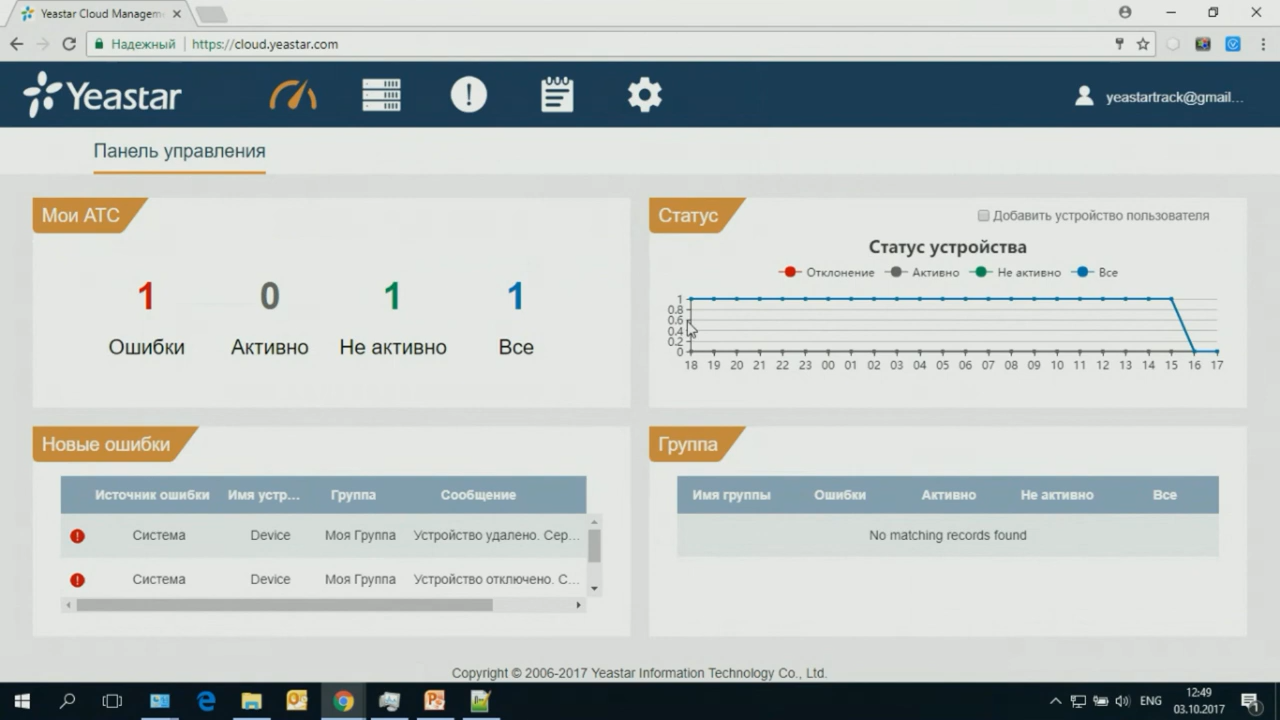 Yeastar Cloud Managem
Надежный
https://cloud.yeastar.com
Yeastar
yeastartrack@gmail...
Панель управления
Мои АТС
1 0 1 1
Ошибки Активно Не активно Все
Статус
Добавить устройство пользователя
Статус устройства
Отклонение Активно Не активно Все
1
0.8
0.6
0.4
0.2
0
18 19 20 21 22 23 00 01 02 03 04 05 06 07 08 09 10 11 12 13 14 15 16 17
Новые ошибки
Источник ошибки Имя устр... Группа Сообщение
Система Device Моя Группа Устройство удалено. Сер...
Система Device Моя Группа Устройство отключено. С...
Группа
Имя группы Ошибки Активно Не активно Все
No matching records found
Copyright © 2006-2017 Yeastar Information Technology Co., Ltd.
ENG
12:49
03.10.2017